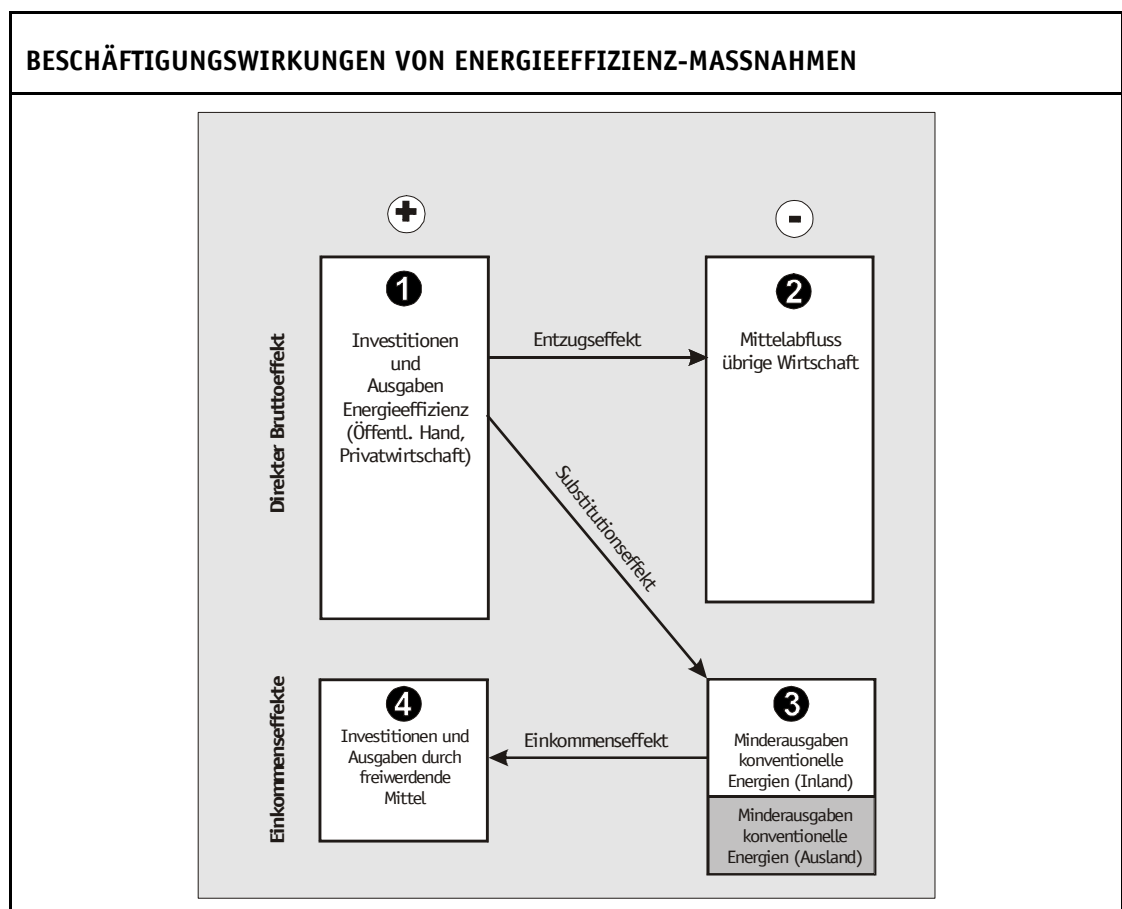 BESCHÄFTIGUNGSWIRKUNGEN VON ENERGIEEFFIZIENZ-MASSNAHMEN
+
-
Direkter Bruttoeffekt
1
Investitionen
und
Ausgaben
Energieeffizienz
(Öffentl. Hand,
Privatwirtschaft)
Entzugseffekt
2
Mittelabfluss
übrige Wirtschaft
Substitutionseffekt
Einkommenseffekte
4
Investitionen und
Ausgaben durch
freiwerdende
Mittel
Einkommenseffekt
3
Minderausgaben
konventionelle
Energien (Inland)
Minderausgaben
konventionelle
Energien (Ausland)